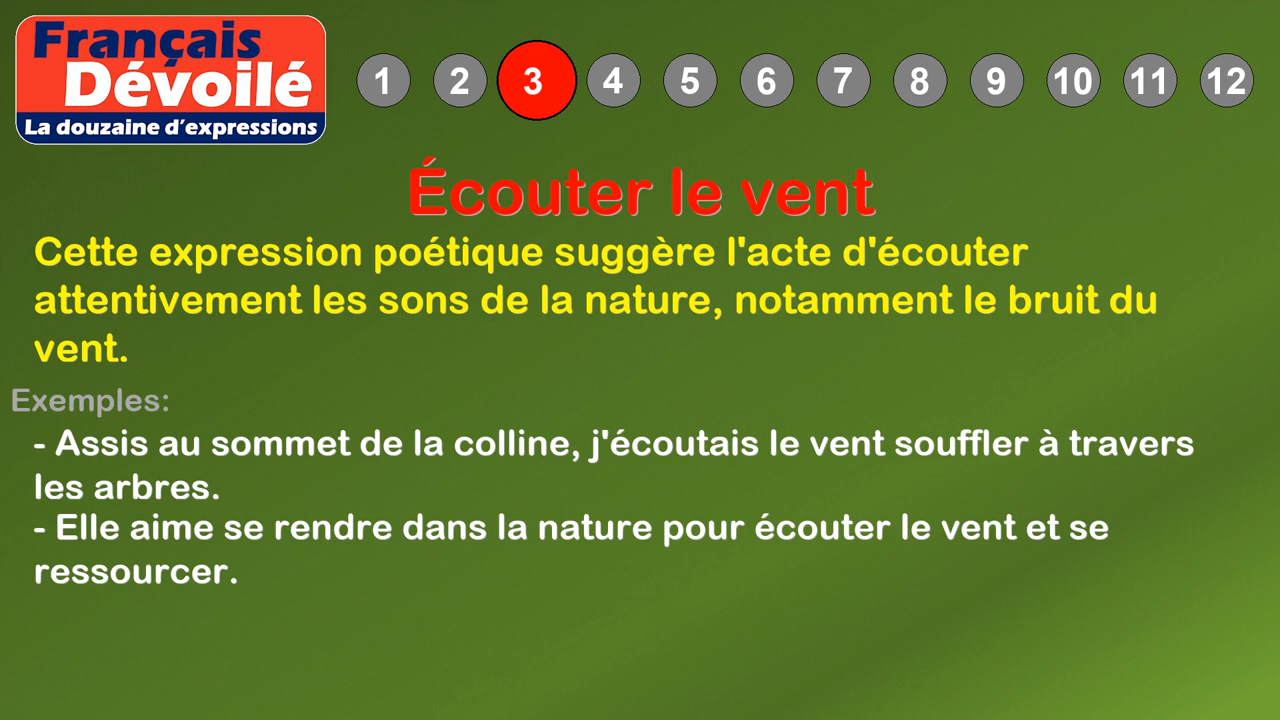 Français
Dévoilé
La douzaine d'expressions
1 2 3 4 5 6 7 8 9 10 11 12
Écouter le vent
Cette expression poétique suggère l'acte d'écouter
attentivement les sons de la nature, notamment le bruit du
vent.
Exemples:
- Assis au sommet de la colline, j'écoutais le vent souffler à travers
les arbres.
- Elle aime se rendre dans la nature pour écouter le vent et se
ressourcer.